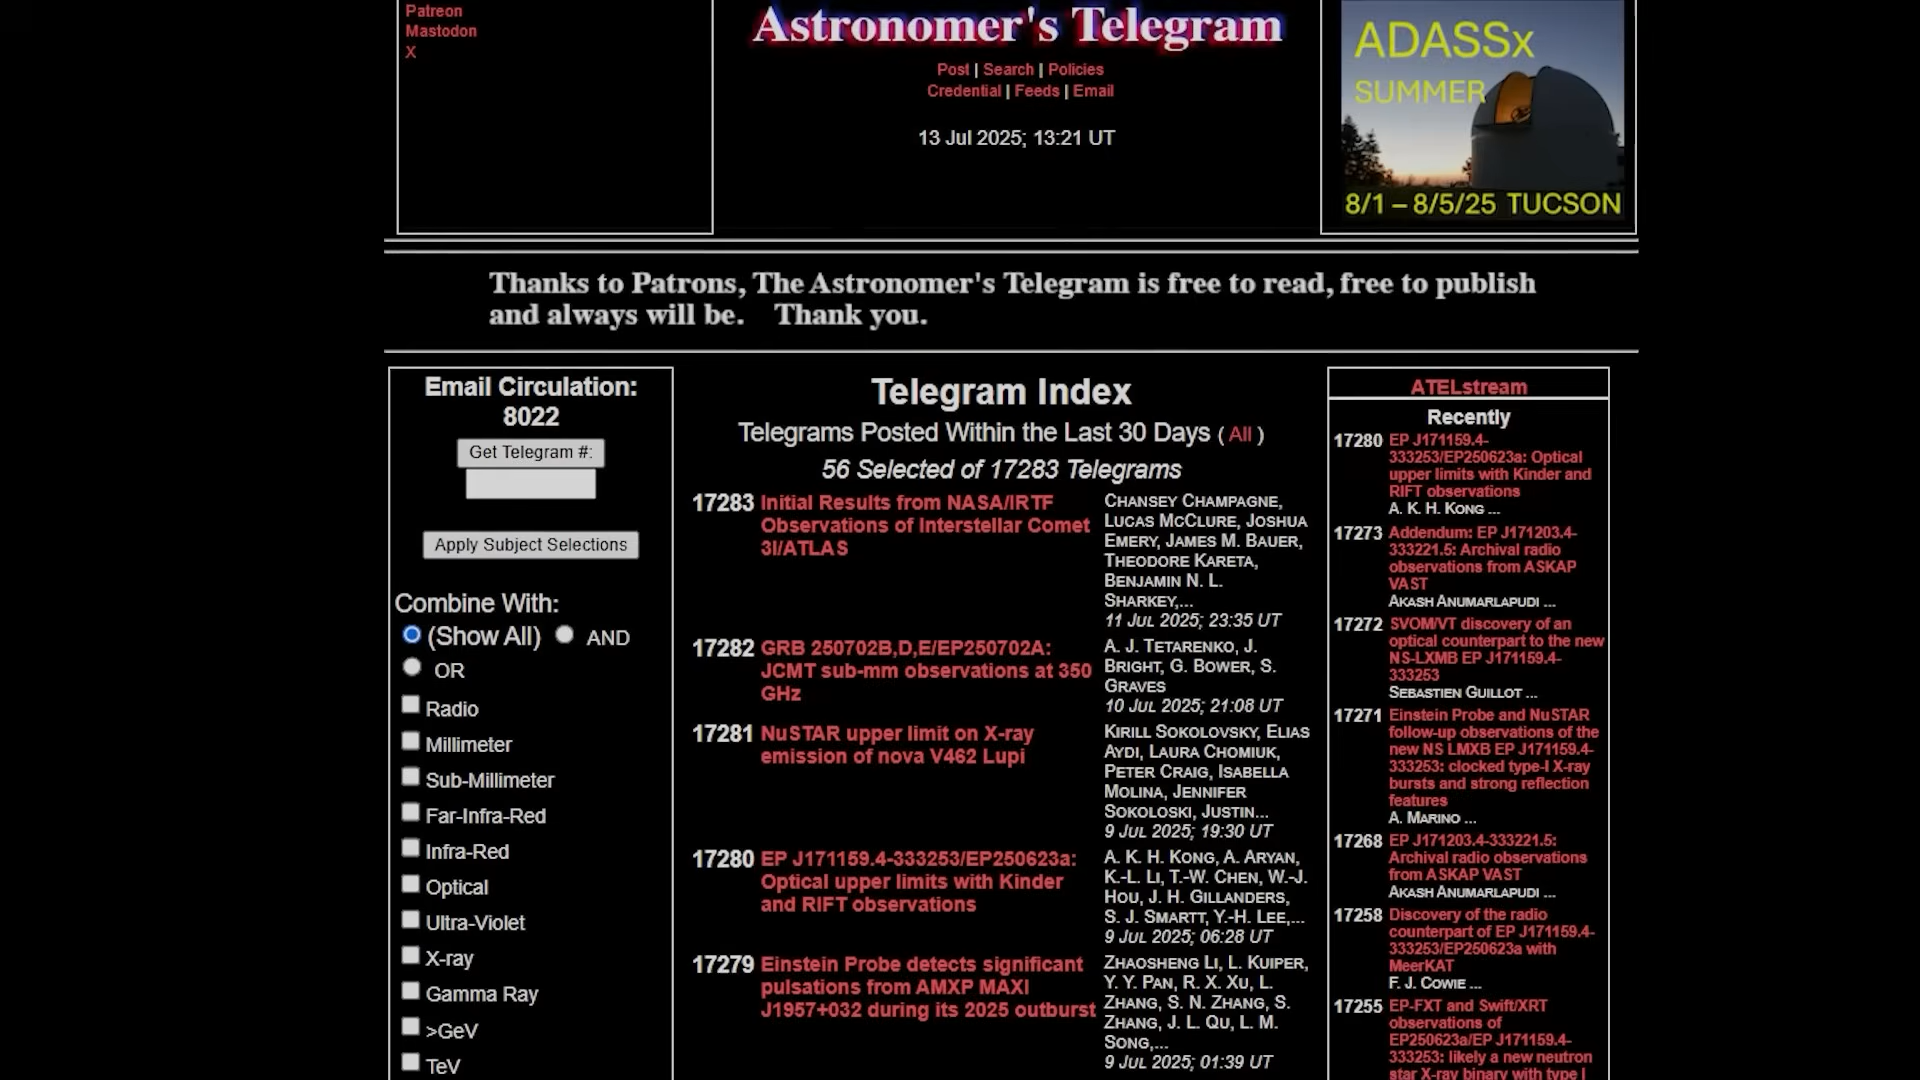 Patreon
Mastodon
X
Astronomer's Telegram
Post | Search | Policies
Credential | Feeds | Email
13 Jul 2025; 13:21 UT
ADASSx
SUMMER
8/1 – 8/5/25 TUCSON
Thanks to Patrons, The Astronomer's Telegram is free to read, free to publish
and always will be. Thank you.
Email Circulation:
8022
Get Telegram #:
Apply Subject Selections
Combine With:
(Show All) AND
OR
Radio
Millimeter
Sub-Millimeter
Far-Infra-Red
Infra-Red
Optical
Ultra-Violet
X-ray
Gamma Ray
>GeV
TeV
Telegram Index
Telegrams Posted Within the Last 30 Days ( All )
56 Selected of 17283 Telegrams
17283 Initial Results from NASA/IRTF
Observations of Interstellar Comet
3I/ATLAS
Chansey Champagne,
Lucas McClure, Joshua
Emery, James M. Bauer,
Theodore Kareta,
Benjamin N. L.
Sharkey,...
11 Jul 2025; 23:35 UT
17282 GRB 250702B,D,E/EP250702A:
JCMT sub-mm observations at 350
GHz
A. J. Tetarenko, J.
Bright, G. Bower, S.
Graves
10 Jul 2025; 21:08 UT
17281 NuSTAR upper limit on X-ray
emission of nova V462 Lupi
Kirill Sokolovsky, Elias
Aydi, Laura Chomiuk,
Peter Craig, Isabella
Molina, Jennifer
Sokoloski, Justin...
9 Jul 2025; 19:30 UT
17280 EP J171159.4-333253/EP250623a:
Optical upper limits with Kinder
and RIFT observations
A. K. H. Kong, A. Aryan,
K.-L. Li, T.-W. Chen, W.-J.
Hou, J. H. Gillanders,
S. J. Smartt, Y.-H. Lee,...
9 Jul 2025; 06:28 UT
17279 Einstein Probe detects significant
pulsations from AMXP MAXI
J1957+032 during its 2025 outburst
Zhaosheng Li, L. Kuiper,
Y. Y. Pan, R. X. Xu, L.
Zhang, S. N. Zhang, S.
Zhang, J. L. Qu, L. M.
Song,...
9 Jul 2025; 01:39 UT
ATELstream
Recently
17280 EP J171159.4-
333253/EP250623a: Optical
upper limits with Kinder and
RIFT observations
A. K. H. Kong ...
17273 Addendum: EP J171203.4-
333221.5: Archival radio
observations from ASKAP
VAST
Akash Anumarlapudi ...
17272 SVOM/VT discovery of an
optical counterpart to the new
NS-LXMB EP J171159.4-
333253
Sebastien Guillot ...
17271 Einstein Probe and NuSTAR
follow-up observations of the
new NS LMXB EP J171159.4-
333253: clocked type-I X-ray
bursts and strong reflection
features
A. Marino ...
17268 EP J171203.4-333221.5:
Archival radio observations
from ASKAP VAST
Akash Anumarlapudi ...
17258 Discovery of the radio
counterpart of EP J171159.4-
333253/EP250623a with
MeerKAT
F. J. Cowie ...
17255 EP-FXT and Swift/XRT
observations of
EP250623a/EP J171159.4-
333253: likely a new neutron
star X-ray binary with type I